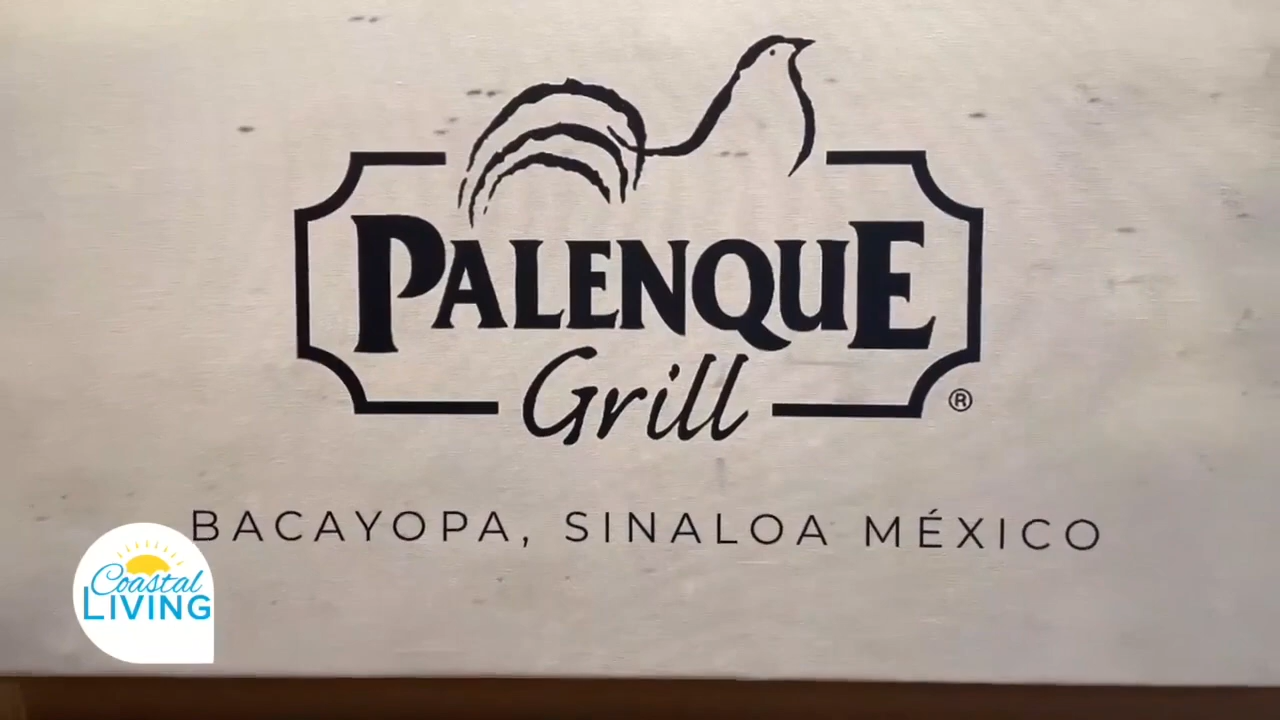 PALENQUE
Grill
®
BACAYOPA, SINALOA MÉXICO
Coastal
LIVING